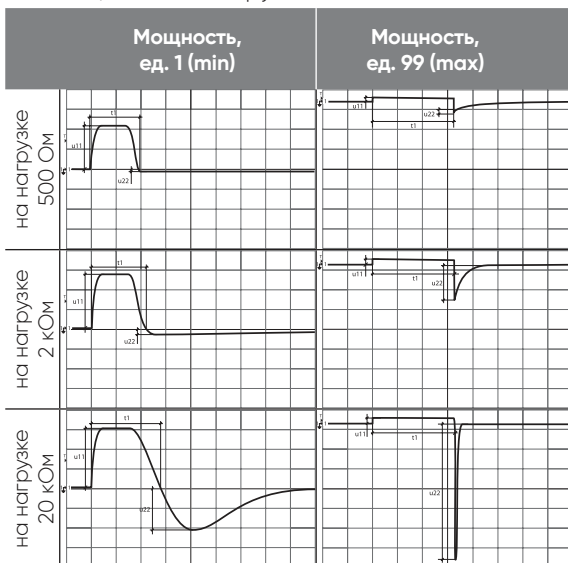 Мощность,
ед. 1 (min)
Мощность,
ед. 99 (max)
на нагрузке
500 Ом
t1
u11
u22
u11
u22
t1
на нагрузке
2 кОм
t1
u11
u22
u11
t1
u22
на нагрузке
20 кОм
t1
u11
u22
u11
t1
u22